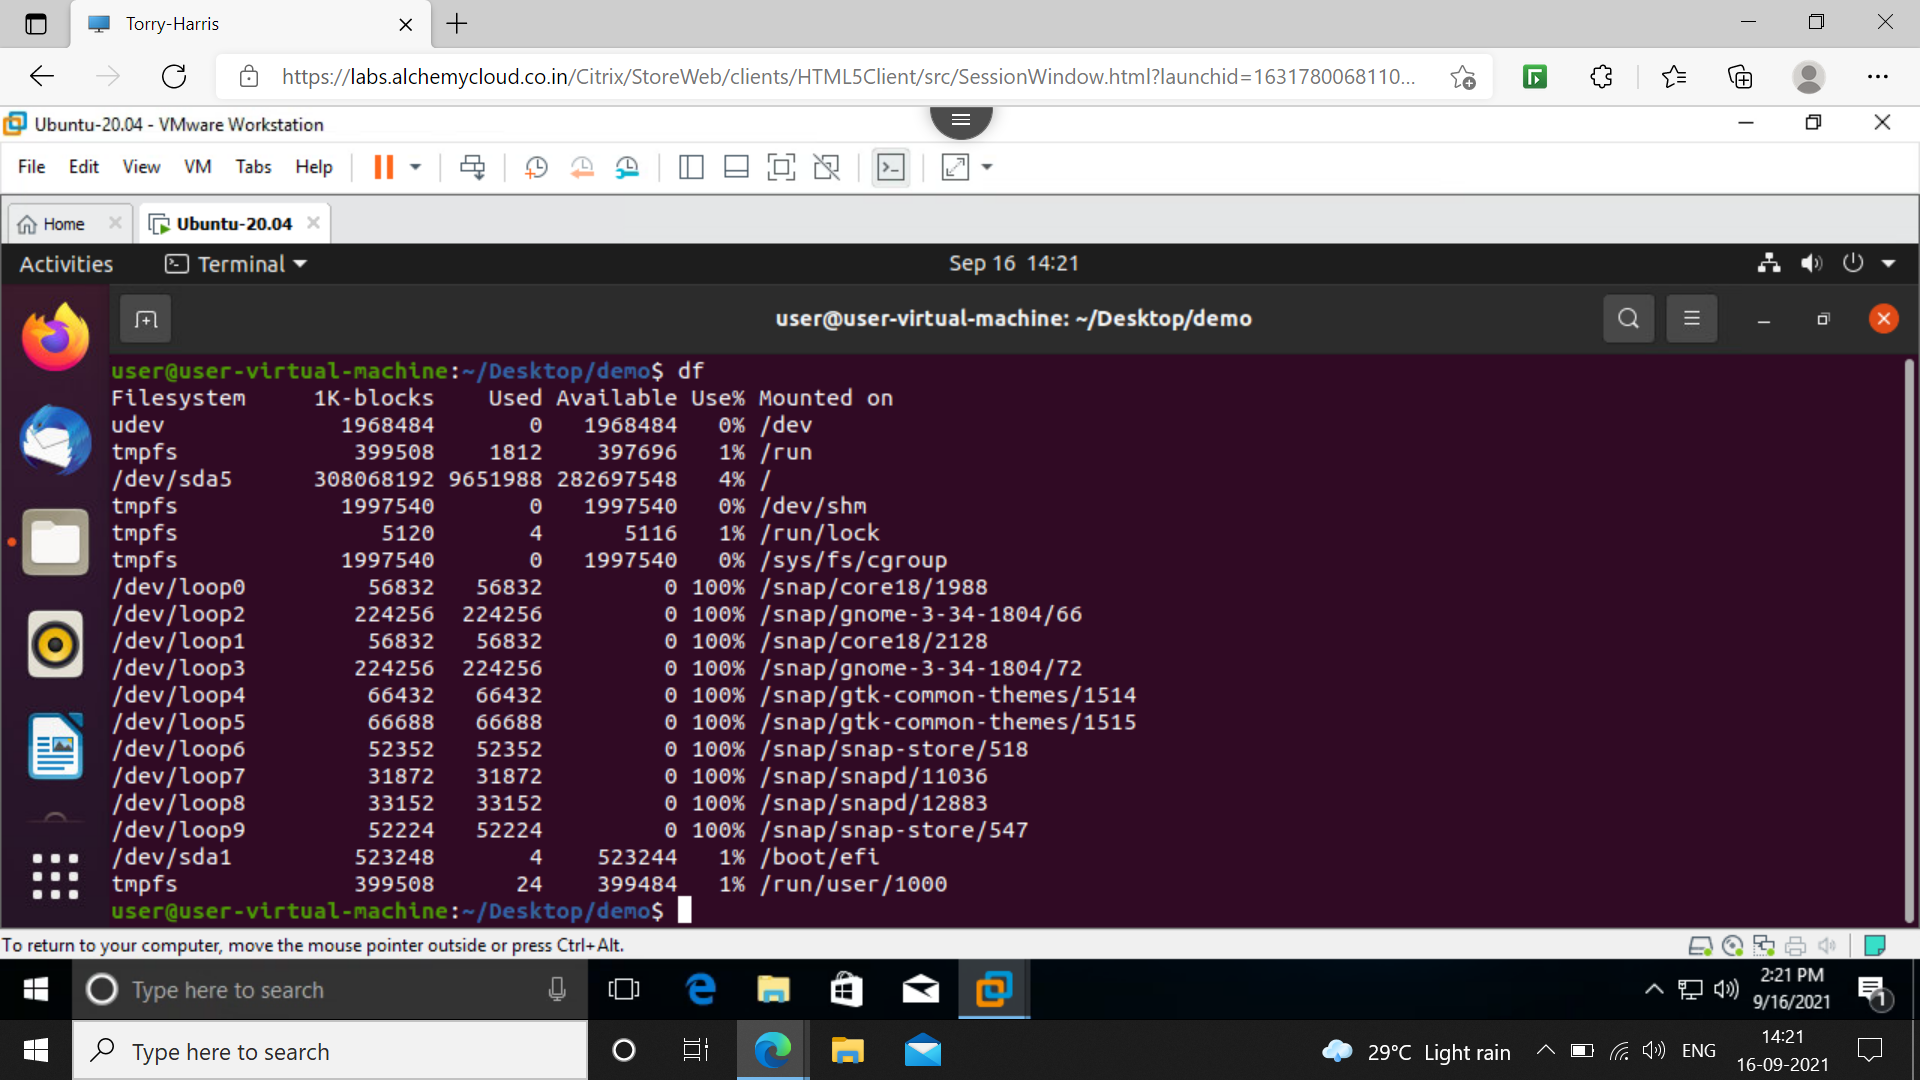 Torry-Harris
https://labs.alchemycloud.co.in/Citrix/StoreWeb/clients/HTML5Client/src/SessionWindow.html?launchid=1631780068110...
Ubuntu-20.04 - VMware Workstation
File Edit View VM Tabs Help
Home Ubuntu-20.04
Activities Terminal Sep 16 14:21
user@user-virtual-machine: ~/Desktop/demo
user@user-virtual-machine:~/Desktop/demo$ df
Filesystem 1K-blocks Used Available Use% Mounted on
udev 1968484 0 1968484 0% /dev
tmpfs 399508 1812 397696 1% /run
/dev/sda5 308068192 9651988 282697548 4% /
tmpfs 1997540 0 1997540 0% /dev/shm
tmpfs 5120 4 5116 1% /run/lock
tmpfs 1997540 0 1997540 0% /sys/fs/cgroup
/dev/loop0 56832 56832 0 100% /snap/core18/1988
/dev/loop2 224256 224256 0 100% /snap/gnome-3-34-1804/66
/dev/loop1 56832 56832 0 100% /snap/core18/2128
/dev/loop3 224256 224256 0 100% /snap/gnome-3-34-1804/72
/dev/loop4 66432 66432 0 100% /snap/gtk-common-themes/1514
/dev/loop5 66688 66688 0 100% /snap/gtk-common-themes/1515
/dev/loop6 52352 52352 0 100% /snap/snap-store/518
/dev/loop7 31872 31872 0 100% /snap/snapd/11036
/dev/loop8 33152 33152 0 100% /snap/snapd/12883
/dev/loop9 52224 52224 0 100% /snap/snap-store/547
/dev/sda1 523248 4 523244 1% /boot/efi
tmpfs 399508 24 399484 1% /run/user/1000
user@user-virtual-machine:~/Desktop/demo$
To return to your computer, move the mouse pointer outside or press Ctrl+Alt.
Type here to search 2:21 PM
9/16/2021 1
Type here to search 29°C Light rain ENG 14:21
16-09-2021